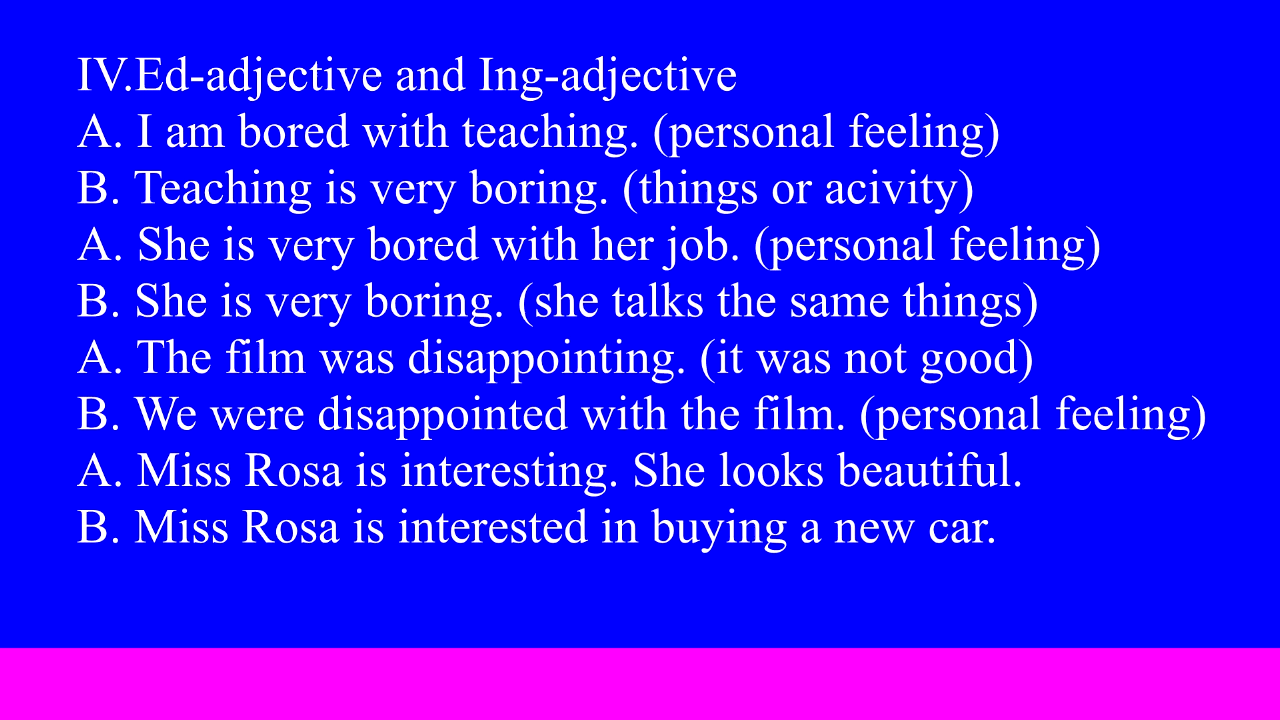 IV.Ed-adjective and Ing-adjective
A. I am bored with teaching. (personal feeling)
B. Teaching is very boring. (things or acivity)
A. She is very bored with her job. (personal feeling)
B. She is very boring. (she talks the same things)
A. The film was disappointing. (it was not good)
B. We were disappointed with the film. (personal feeling)
A. Miss Rosa is interesting. She looks beautiful.
B. Miss Rosa is interested in buying a new car.